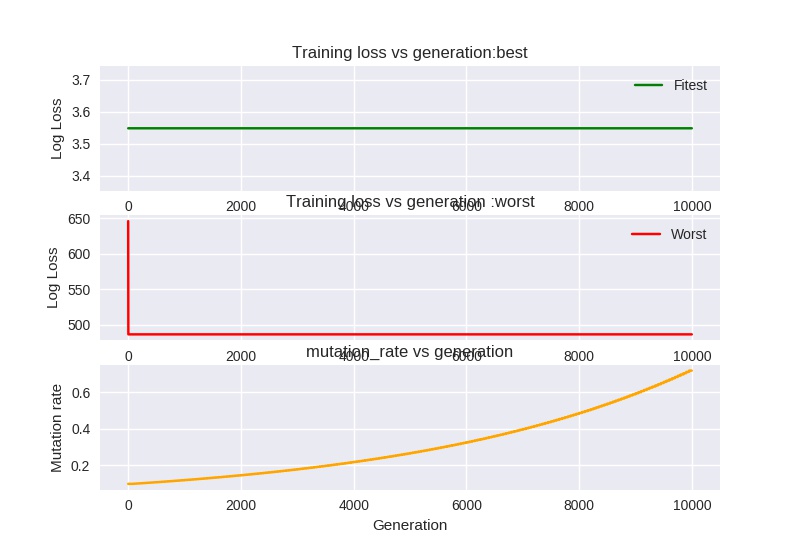 Training loss vs generation:best
Log Loss
3.7
3.6
3.5
3.4
Fitest
0 2000 4000 6000 8000 10000
Training loss vs generation :worst
Log Loss
650
600
550
500
Worst
0 2000 4000 6000 8000 10000
mutation_rate vs generation
Mutation rate
0.6
0.4
0.2
0 2000 4000 6000 8000 10000
Generation